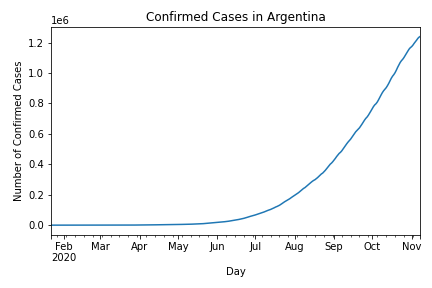 Confirmed Cases in Argentina
1e6
1.2
1.0
0.8
0.6
0.4
0.2
0.0
Number of Confirmed Cases
Feb Mar Apr May Jun Jul Aug Sep Oct Nov
2020
Day